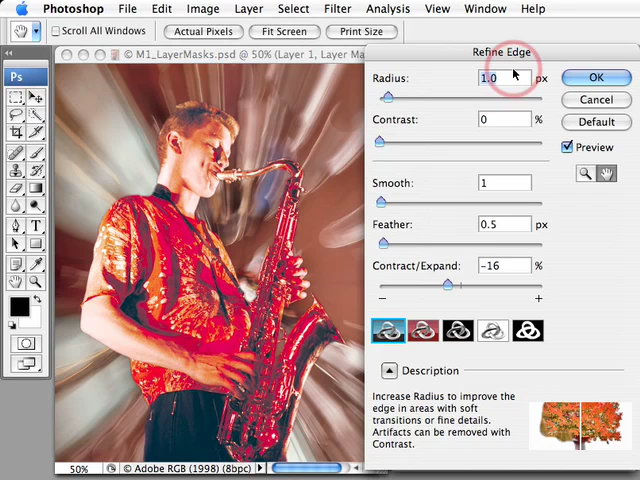 Photoshop File Edit Image Layer Select Filter Analysis View Window Help
Scroll All Windows Actual Pixels Fit Screen Print Size
© M1_LayerMasks.psd @ 50% (Layer 1, Layer Ma
Refine Edge
Ps
Radius: 1.0 px OK
Contrast: 0 % Cancel
Default
Preview
Smooth: 1
Feather: 0.5 px
Contract/Expand: -16 %
− +
Description
Increase Radius to improve the
edge in areas with soft
transitions or fine details.
Artifacts can be removed with
Contrast.
50% © Adobe RGB (1998) (8bpc)